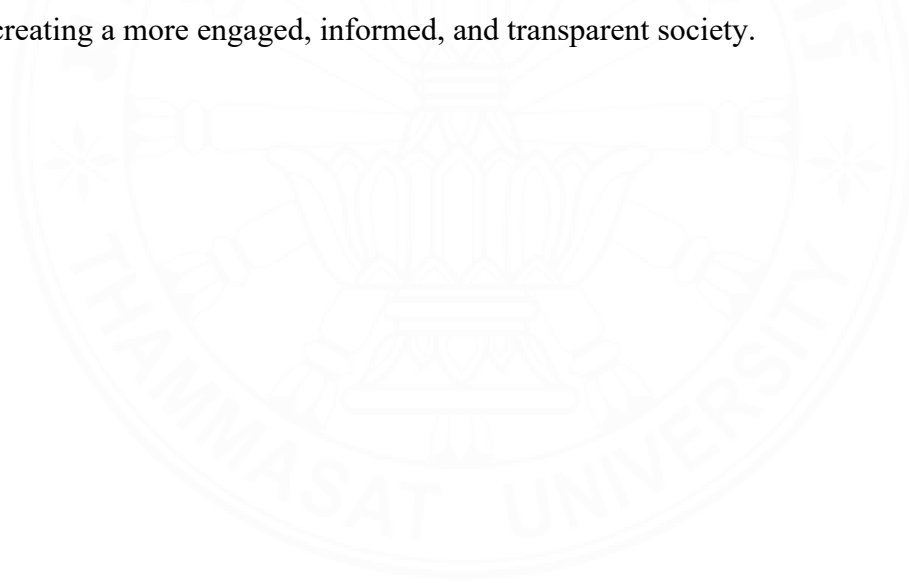 creating a more engaged, informed, and transparent society.
THAMMASAT UNIVERSITY